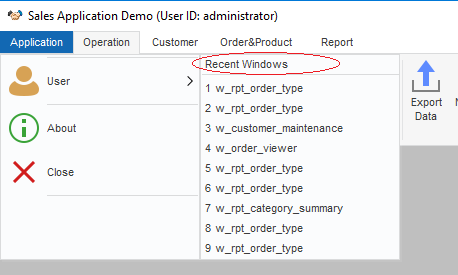 Sales Application Demo (User ID: administrator)
Application Operation Customer Order&Product Report
User
About
Close
Recent Windows
1 w_rpt_order_type
2 w_rpt_order_type
3 w_customer_maintenance
4 w_order_viewer
5 w_rpt_order_type
6 w_rpt_order_type
7 w_rpt_category_summary
8 w_rpt_order_type
9 w_rpt_order_type
Export
Data